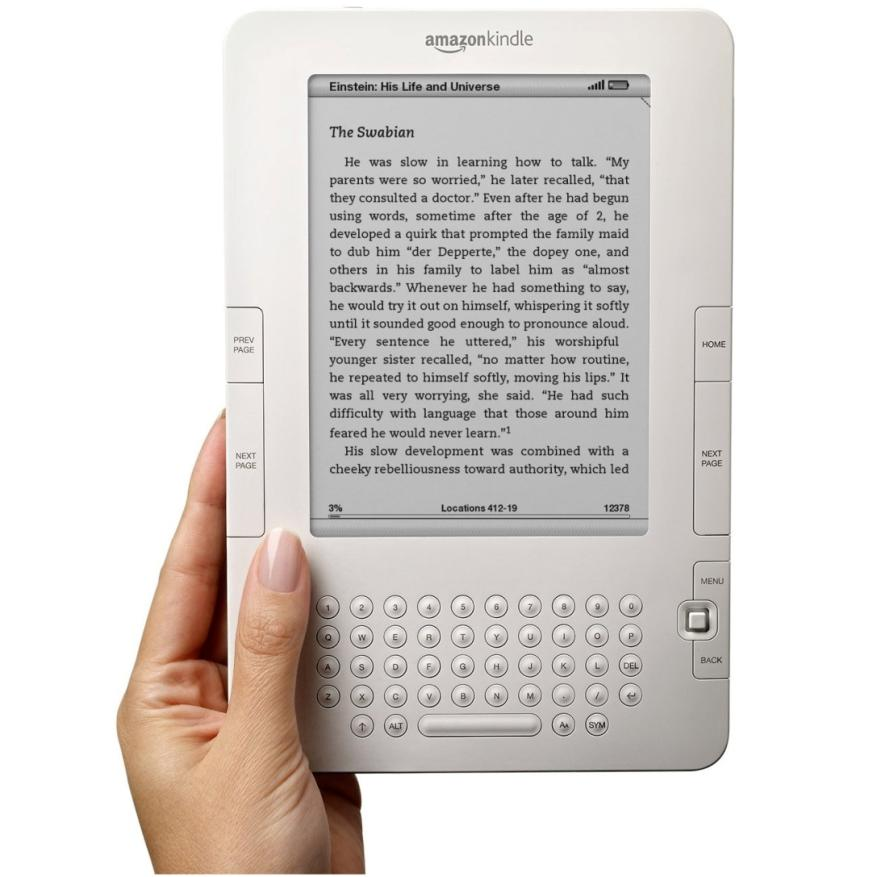 amazonkindle
Einstein: His Life and Universe
The Swabian
He was slow in learning how to talk. “My
parents were so worried,” he later recalled, “that
they consulted a doctor.” Even after he had begun
using words, sometime after the age of 2, he
developed a quirk that prompted the family maid
to dub him “der Depperte,” the dopey one, and
others in his family to label him as “almost
backwards.” Whenever he had something to say,
he would try it out on himself, whispering it softly
until it sounded good enough to pronounce aloud.
“Every sentence he uttered,” his worshipful
younger sister recalled, “no matter how routine,
he repeated to himself softly, moving his lips.” It
was all very worrying, she said. “He had such
difficulty with language that those around him
feared he would never learn.”1
His slow development was combined with a
cheeky rebelliousness toward authority, which led
3% Locations 412-19 12378
PREV
PAGE
NEXT
PAGE
HOME
NEXT
PAGE
MENU
BACK
1 2 3 4 5 6 7 8 9 0
Q W E R T Y U I O P
A S D F G H J K L DEL
Z X C V B N M . /
ALT AA SYM